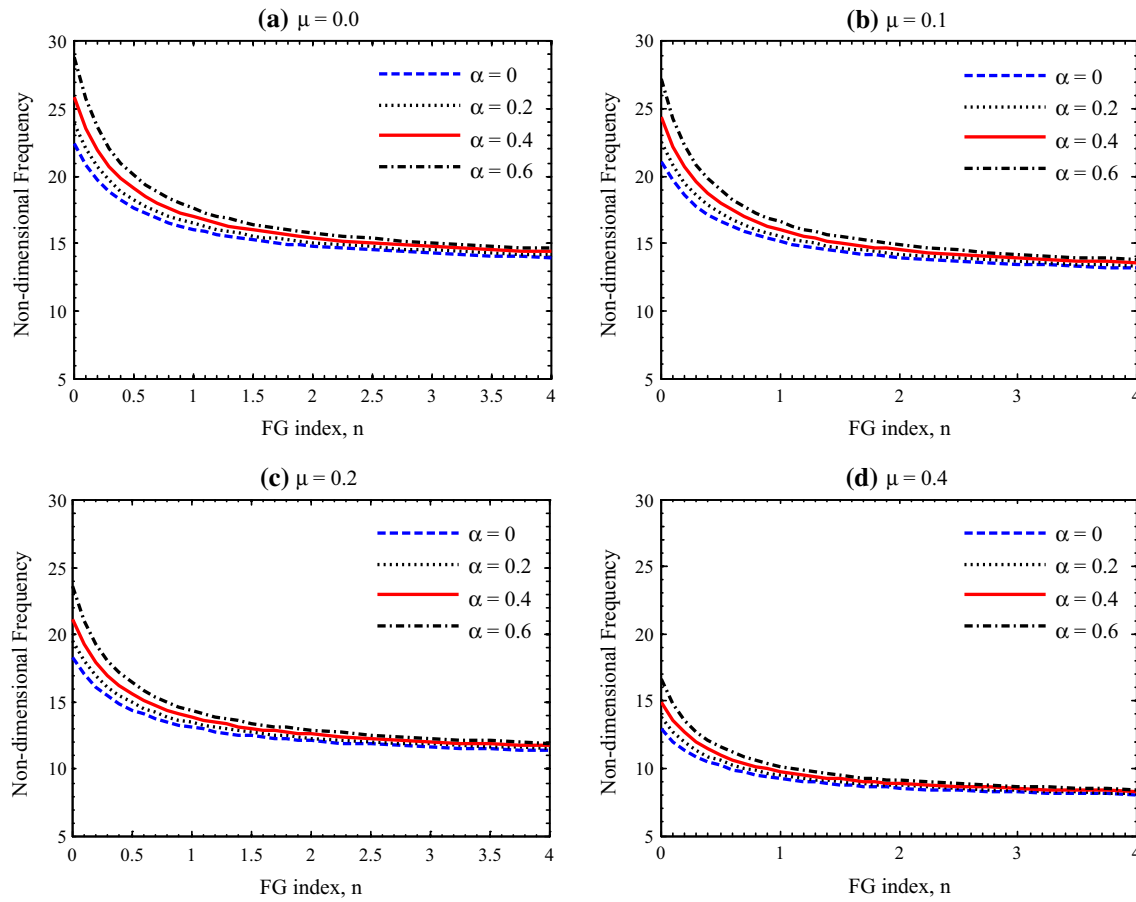 (a) μ = 0.0
30
25
20
15
10
5
0 0.5 1 1.5 2 2.5 3 3.5 4
Non-dimensional Frequency
FG index, n
α = 0
α = 0.2
α = 0.4
α = 0.6
(b) μ = 0.1
30
25
20
15
10
5
0 1 2 3 4
Non-dimensional Frequency
FG index, n
α = 0
α = 0.2
α = 0.4
α = 0.6
(c) μ = 0.2
30
25
20
15
10
5
0 0.5 1 1.5 2 2.5 3 3.5 4
Non-dimensional Frequency
FG index, n
α = 0
α = 0.2
α = 0.4
α = 0.6
(d) μ = 0.4
30
25
20
15
10
5
0 1 2 3 4
Non-dimensional Frequency
FG index, n
α = 0
α = 0.2
α = 0.4
α = 0.6